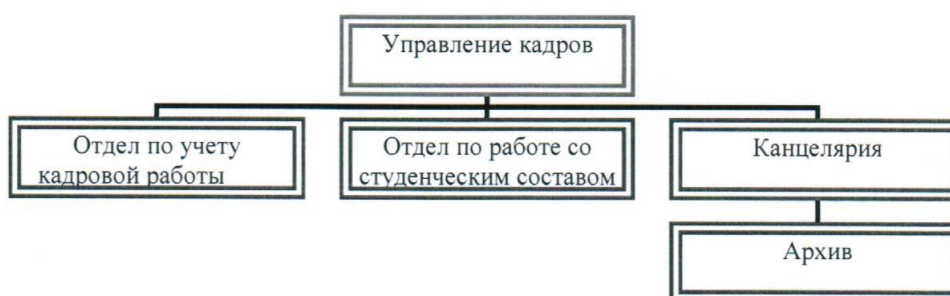 Управление кадров
Отдел по учету
кадровой работы
Отдел по работе со
студенческим составом
Канцелярия
Архив